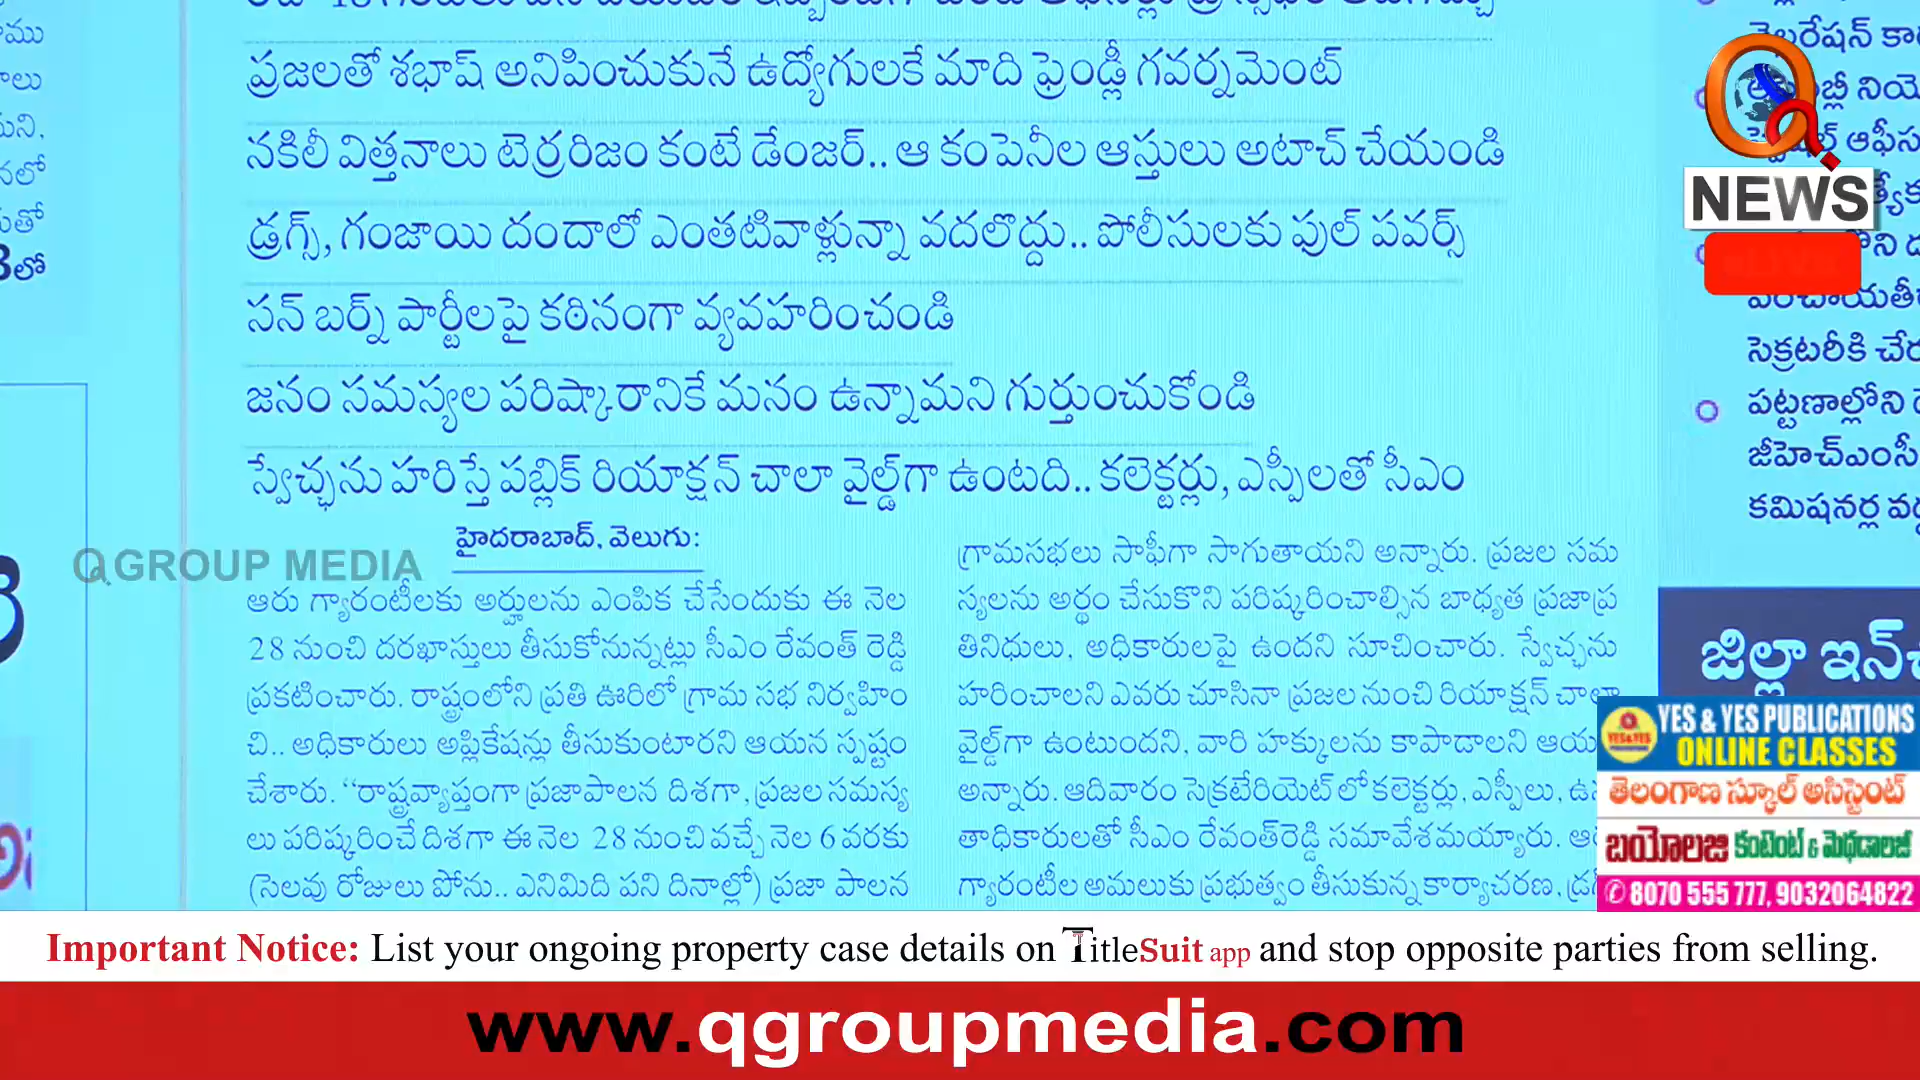 ప్రజలతో శభాష్ అనిపించుకునే ఉద్యోగులకే మాది ఫ్రెండ్లీ గవర్నమెంట్
నకిలీ విత్తనాలు టెర్రరిజం కంటే డేంజర్.. ఆ కంపెనీల ఆస్తులు అటాచ్ చేయండి
డ్రగ్స్, గంజాయి దందాలో ఎంతటివాళ్లున్నా వదలొద్దు.. పోలీసులకు ఫుల్ పవర్స్
సన్ బర్న్ పార్టీలపై కఠినంగా వ్యవహరించండి
జనం సమస్యల పరిష్కారానికే మనం ఉన్నామని గుర్తుంచుకోండి
స్వేచ్ఛను హరిస్తే పబ్లిక్ రియాక్షన్ చాలా వైల్డ్‌గా ఉంటది.. కలెక్టర్లు, ఎస్పీలతో సీఎం
హైదరాబాద్, వెలుగు:
ఆరు గ్యారంటీలకు అర్హులను ఎంపిక చేసేందుకు ఈ నెల
28 నుంచి దరఖాస్తులు తీసుకోనున్నట్లు సీఎం రేవంత్ రెడ్డి
ప్రకటించారు. రాష్ట్రంలోని ప్రతి ఊరిలో గ్రామ సభ నిర్వహిం
చి.. అధికారులు అప్లికేషన్లు తీసుకుంటారని ఆయన స్పష్టం
చేశారు. ‘‘రాష్ట్రవ్యాప్తంగా ప్రజాపాలన దిశగా, ప్రజల సమస్య
లు పరిష్కరించే దిశగా ఈ నెల 28 నుంచి వచ్చే నెల 6 వరకు
(సెలవు రోజులు పోను.. ఎనిమిది పని దినాల్లో) ప్రజా పాలన
గ్రామసభలు సాఫీగా సాగుతాయని అన్నారు. ప్రజల సమ
స్యలను అర్థం చేసుకొని పరిష్కరించాల్సిన బాధ్యత ప్రజాప్ర
తినిధులు, అధికారులపై ఉందని సూచించారు. స్వేచ్ఛను
హరించాలని ఎవరు చూసినా ప్రజల నుంచి రియాక్షన్ చాలా
వైల్డ్‌గా ఉంటుందని, వారి హక్కులను కాపాడాలని
అన్నారు. ఆదివారం సెక్రటేరియెట్ లో కలెక్టర్లు, ఎస్పీలు,
తాధికారులతో సీఎం రేవంత్‌రెడ్డి సమావేశమయ్యారు.
గ్యారంటీల అమలుకు ప్రభుత్వం తీసుకున్న కార్యాచరణ,
సెక్రటరీకి
పట్టణాల్లోని
జీహెచ్ఎంసీ
కమిషనర్ల
జిల్లా
Q GROUP MEDIA
NEWS
YES & YES PUBLICATIONS
ONLINE CLASSES
తెలంగాణ స్కూల్ అసిస్టెంట్
బయోలజి కంటెంట్ & మెథడాలజీ
8070 555 777, 9032064822
Important Notice: List your ongoing property case details on TitleSuit app and stop opposite parties from selling.
www.qgroupmedia.com